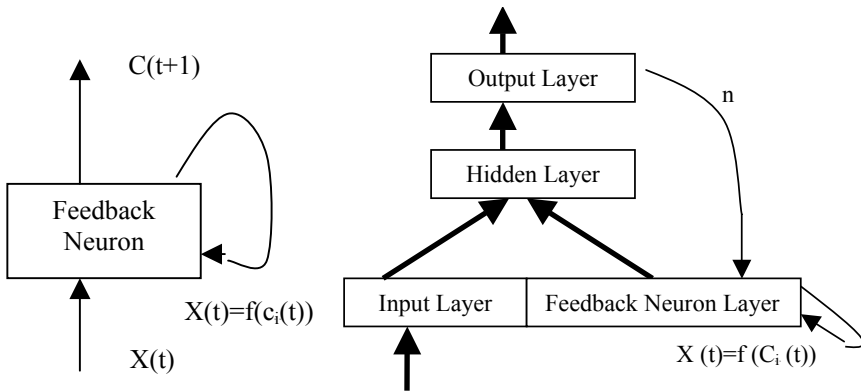 C(t+1)
Feedback
Neuron
X(t)=f(cᵢ(t))
X(t)
Output Layer
n
Hidden Layer
Input Layer
Feedback Neuron Layer
X (t)=f (Cᵢ (t))